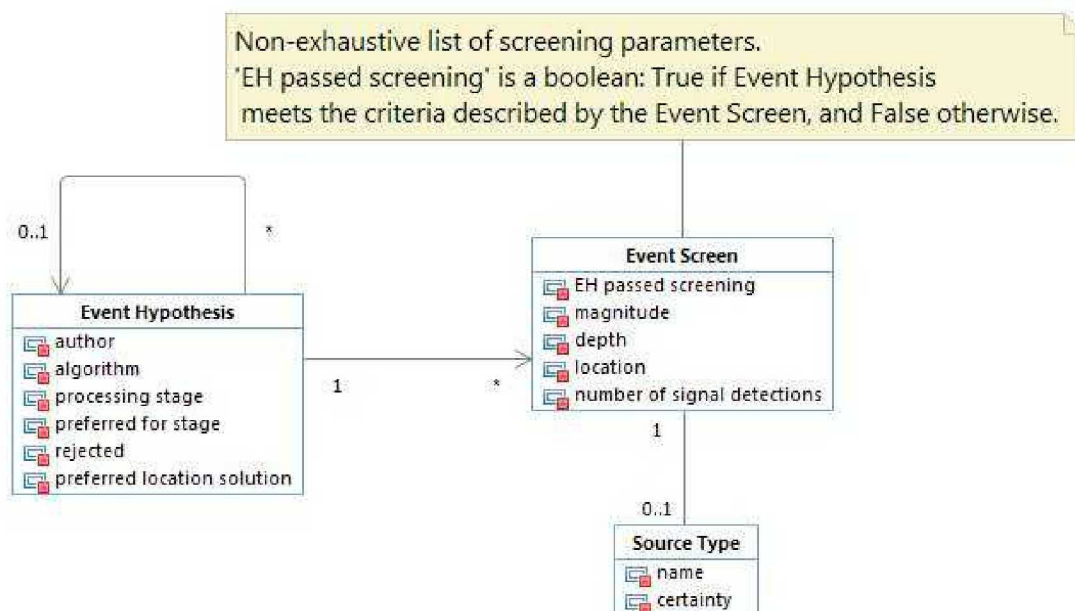 Non-exhaustive list of screening parameters.
'EH passed screening' is a boolean: True if Event Hypothesis
meets the criteria described by the Event Screen, and False otherwise.
0..1
*
Event Hypothesis
author
algorithm
processing stage
preferred for stage
rejected
preferred location solution
1
*
Event Screen
EH passed screening
magnitude
depth
location
number of signal detections
1
0..1
Source Type
name
certainty